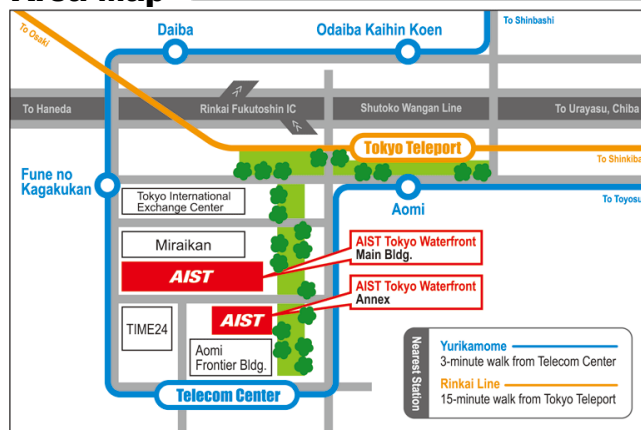 Area map
To Osaki
Daiba
Odaiba Kaihin Koen
To Shinbashi
To Haneda
Rinkai Fukutoshin IC
Shutoko Wangan Line
To Urayasu, Chiba
Tokyo Teleport
To Shinkiba
Fune no
Kagakukan
Tokyo International
Exchange Center
Aomi
To Toyosu
Miraikan
AIST
AIST Tokyo Waterfront
Main Bldg.
AIST Tokyo Waterfront
Annex
TIME24
AIST
Aomi
Frontier Bldg.
Telecom Center
Nearest Station
Yurikamome
3-minute walk from Telecom Center
Rinkai Line
15-minute walk from Tokyo Teleport